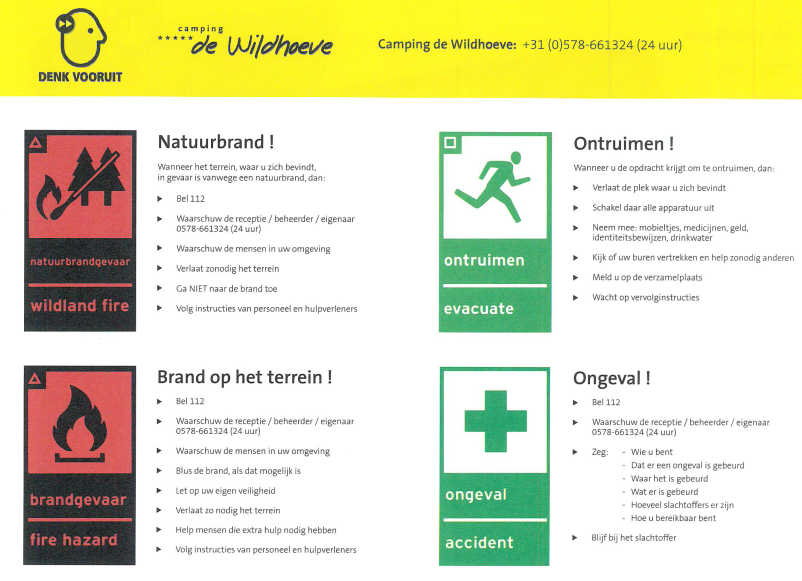 DENK VOORUIT
camping
de Wildhoeve
Camping de Wildhoeve: +31 (0)578-661324 (24 uur)
natuurbrandgevaar
wildland fire
Natuurbrand !
Wanneer het terrein, waar u zich bevindt,
in gevaar is vanwege een natuurbrand, dan:
Bel 112
Waarschuw de receptie / beheerder / eigenaar
0578-661324 (24 uur)
Waarschuw de mensen in uw omgeving
Verlaat zonodig het terrein
Ga NIET naar de brand toe
Volg instructies van personeel en hulpverleners
ontruimen
evacuate
Ontruimen !
Wanneer u de opdracht krijgt om te ontruimen, dan:
Verlaat de plek waar u zich bevindt
Schakel daar alle apparatuur uit
Neem mee: mobieltjes, medicijnen, geld,
identiteitsbewijzen, drinkwater
Kijk of uw buren vertrekken en help zonodig anderen
Meld u op de verzamelplaats
Wacht op vervolginstructies
brandgevaar
fire hazard
Brand op het terrein !
Bel 112
Waarschuw de receptie / beheerder / eigenaar
0578-661324 (24 uur)
Waarschuw de mensen in uw omgeving
Blus de brand, als dat mogelijk is
Let op uw eigen veiligheid
Verlaat zo nodig het terrein
Help mensen die extra hulp nodig hebben
Volg instructies van personeel en hulpverleners
ongeval
accident
Ongeval !
Bel 112
Waarschuw de receptie / beheerder / eigenaar
0578-661324 (24 uur)
Zeg: - Wie u bent
- Dat er een ongeval is gebeurd
- Waar het is gebeurd
- Wat er is gebeurd
- Hoeveel slachtoffers er zijn
- Hoe u bereikbaar bent
Blijf bij het slachtoffer